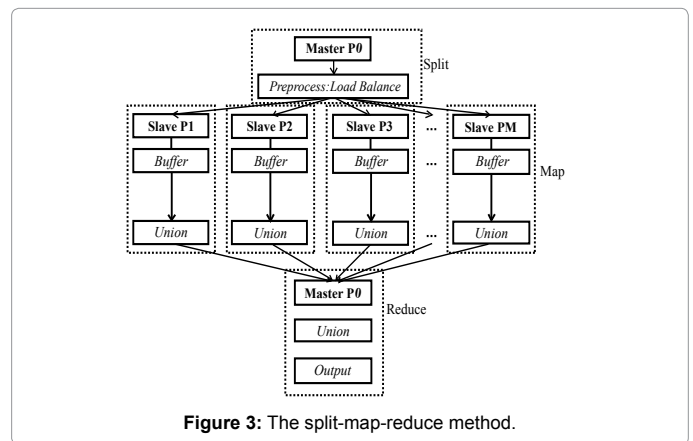 Master P0
Split
Preprocess:Load Balance
Slave P1 Slave P2 Slave P3 ... Slave PM
Buffer Buffer Buffer ... Buffer
Map
Union Union Union ... Union
Master P0
Reduce
Union
Output
Figure 3: The split-map-reduce method.